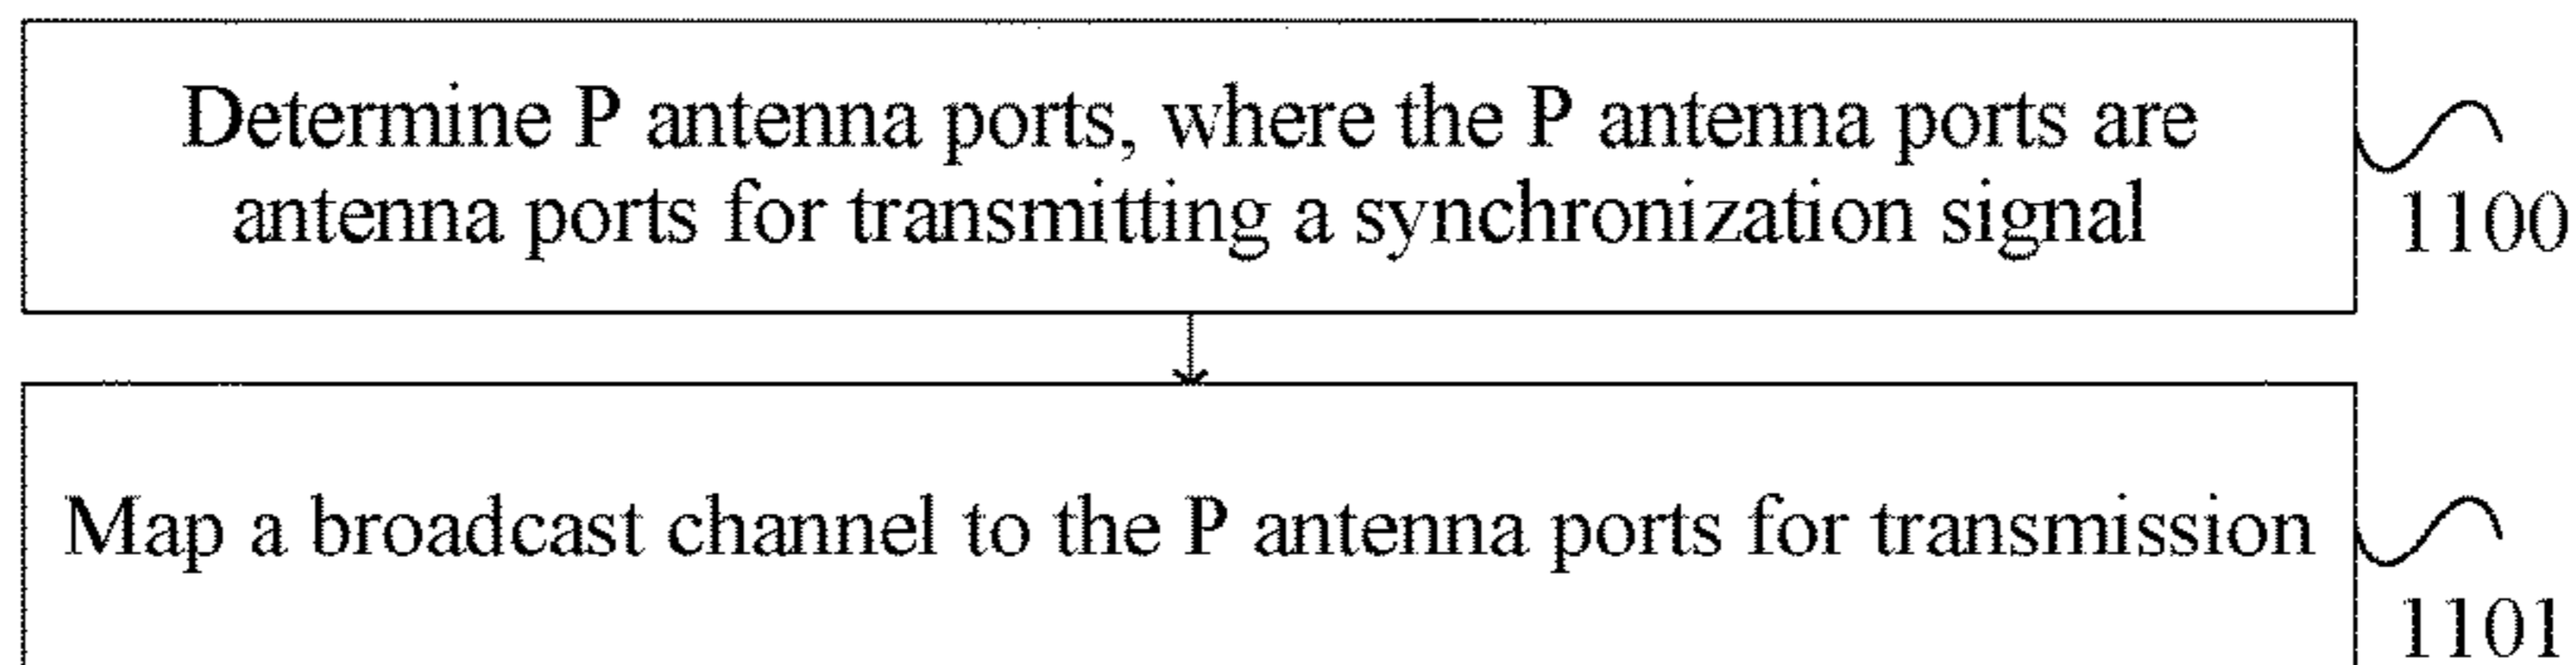 Determine P antenna ports, where the P antenna ports are
antenna ports for transmitting a synchronization signal
1100
Map a broadcast channel to the P antenna ports for transmission
1101